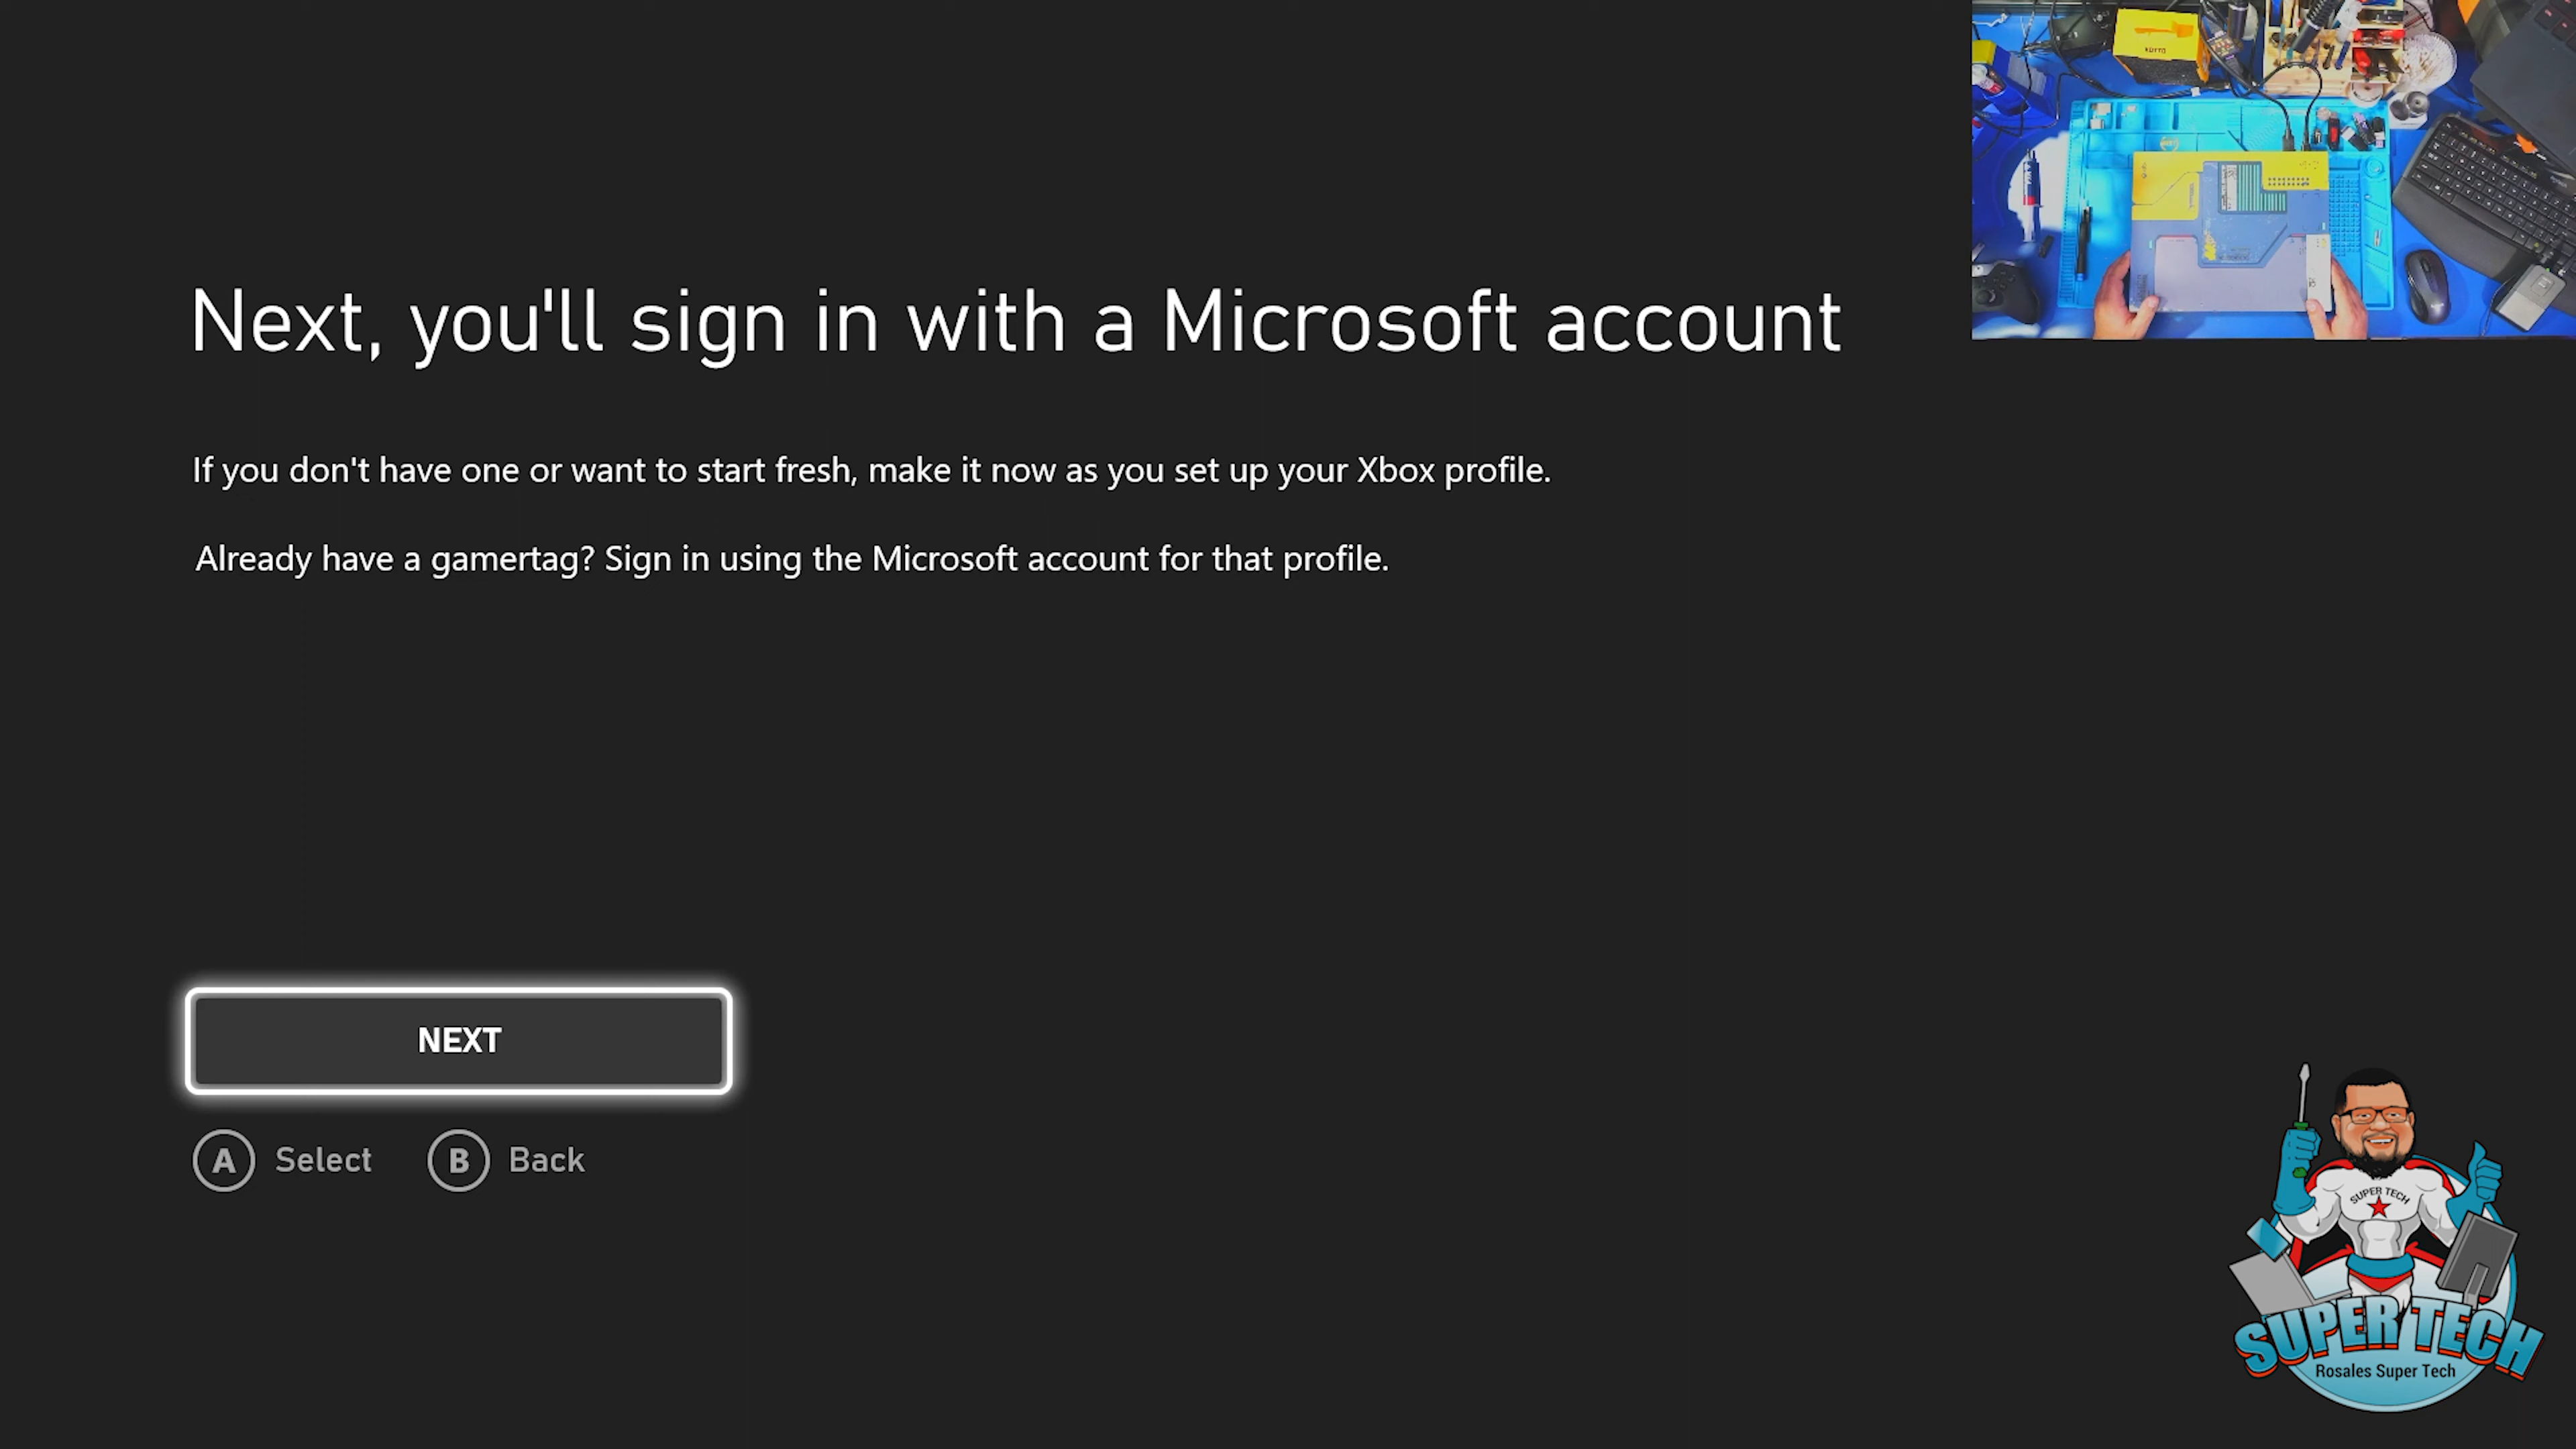 Next, you'll sign in with a Microsoft account
If you don't have one or want to start fresh, make it now as you set up your Xbox profile.
Already have a gamertag? Sign in using the Microsoft account for that profile.
NEXT
A Select B Back
SUPER TECH
SUPER TECH
Rosales Super Tech